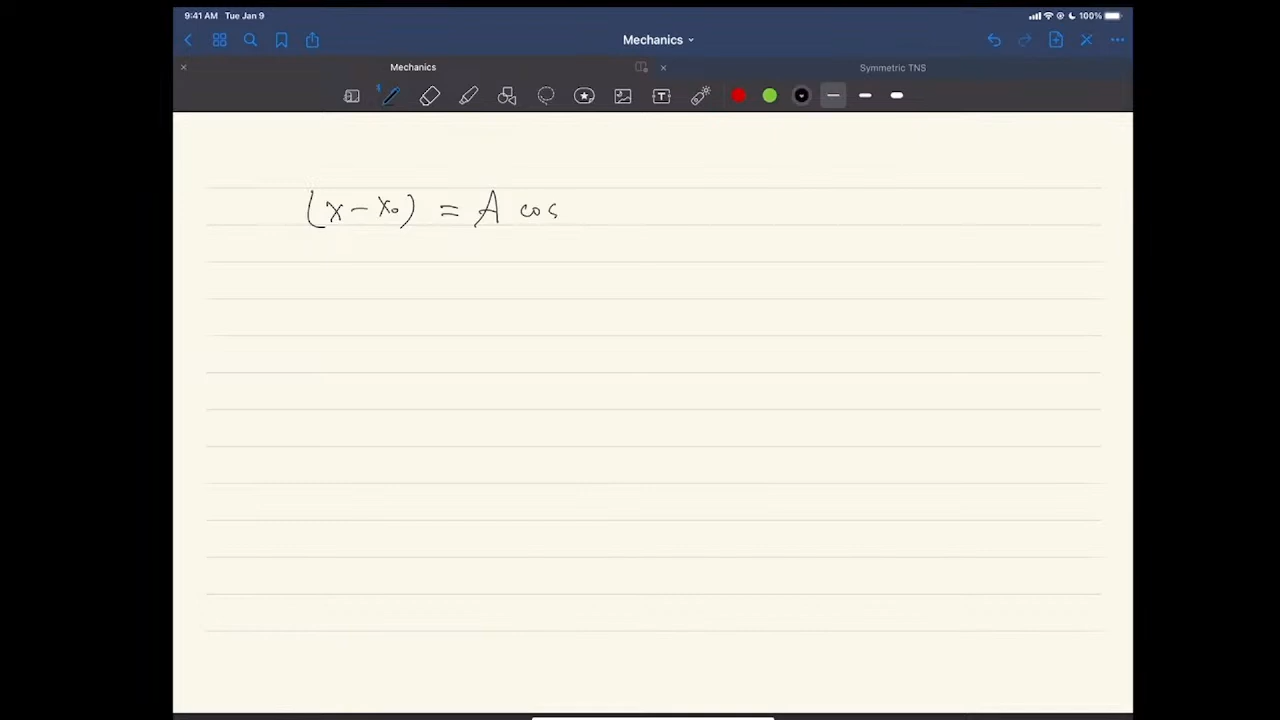 9:41 AM Tue Jan 9
100%
Mechanics
Mechanics
Symmetric TNS
(x - x₀) = A cos